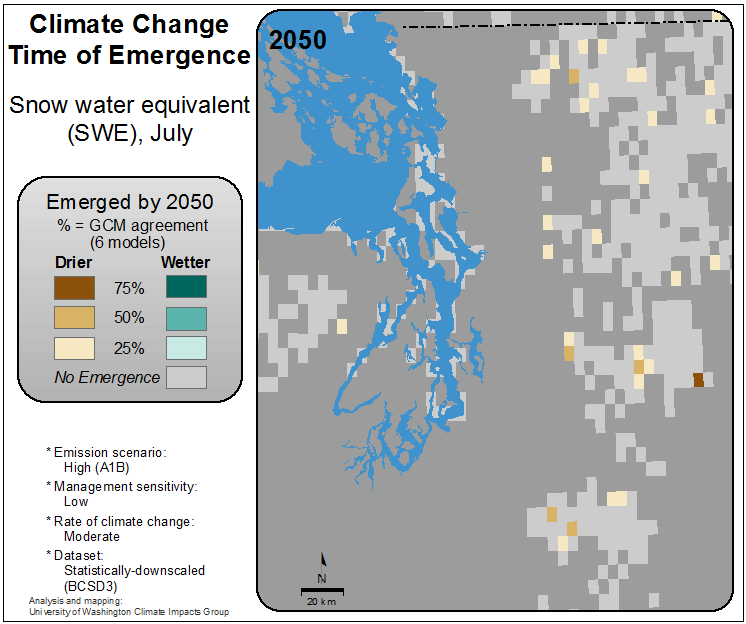 Climate Change
Time of Emergence
Snow water equivalent
(SWE), July
Emerged by 2050
% = GCM agreement
(6 models)
Drier Wetter
75%
50%
25%
No Emergence
* Emission scenario:
High (A1B)
* Management sensitivity:
Low
* Rate of climate change:
Moderate
* Dataset:
Statistically-downscaled
(BCSD3)
Analysis and mapping:
University of Washington Climate Impacts Group
2050
N
20 km